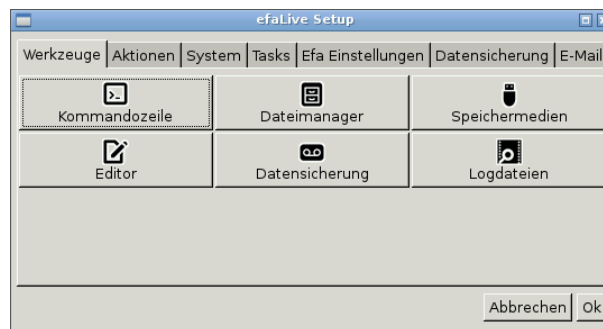 efaLive Setup
Werkzeuge Aktionen System Tasks Efa Einstellungen Datensicherung E-Mail
Kommandozeile Dateimanager Speichermedien
Editor Datensicherung Logdateien
Abbrechen Ok